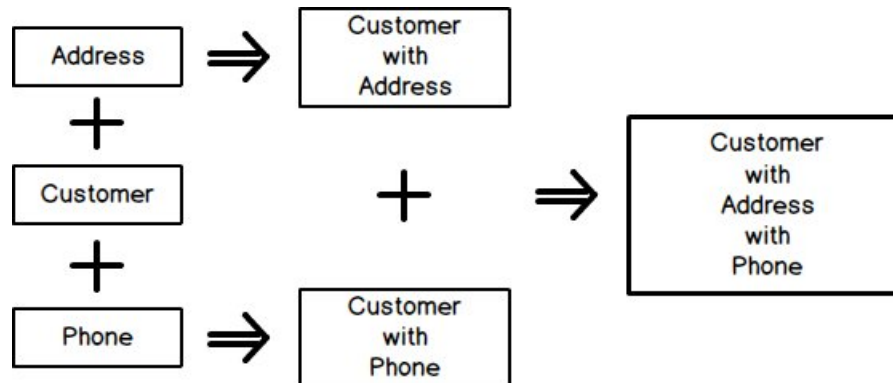 Address
Customer
with
Address
Customer
Customer
with
Address
with
Phone
Phone
Customer
with
Phone